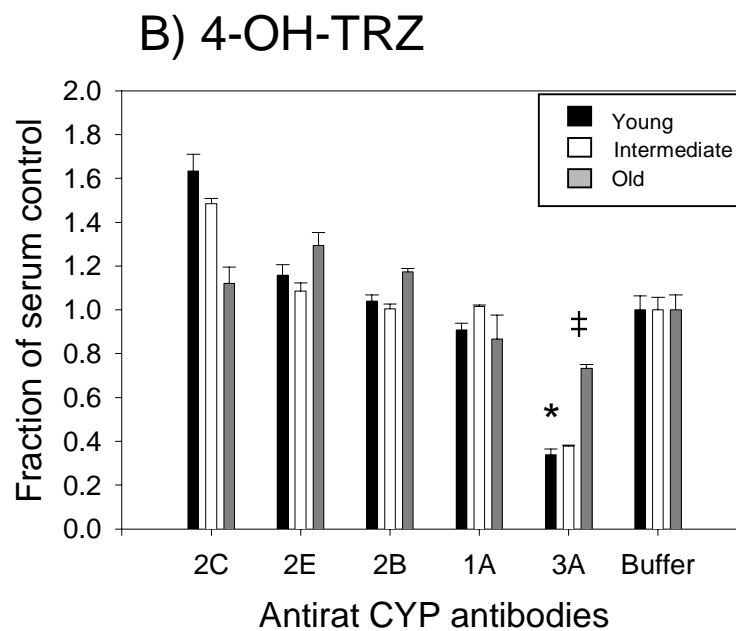 B) 4-OH-TRZ
Fraction of serum control
2.0
1.8
1.6
1.4
1.2
1.0
0.8
0.6
0.4
0.2
0.0
Young
Intermediate
Old
*
‡
2C 2E 2B 1A 3A Buffer
Antirat CYP antibodies